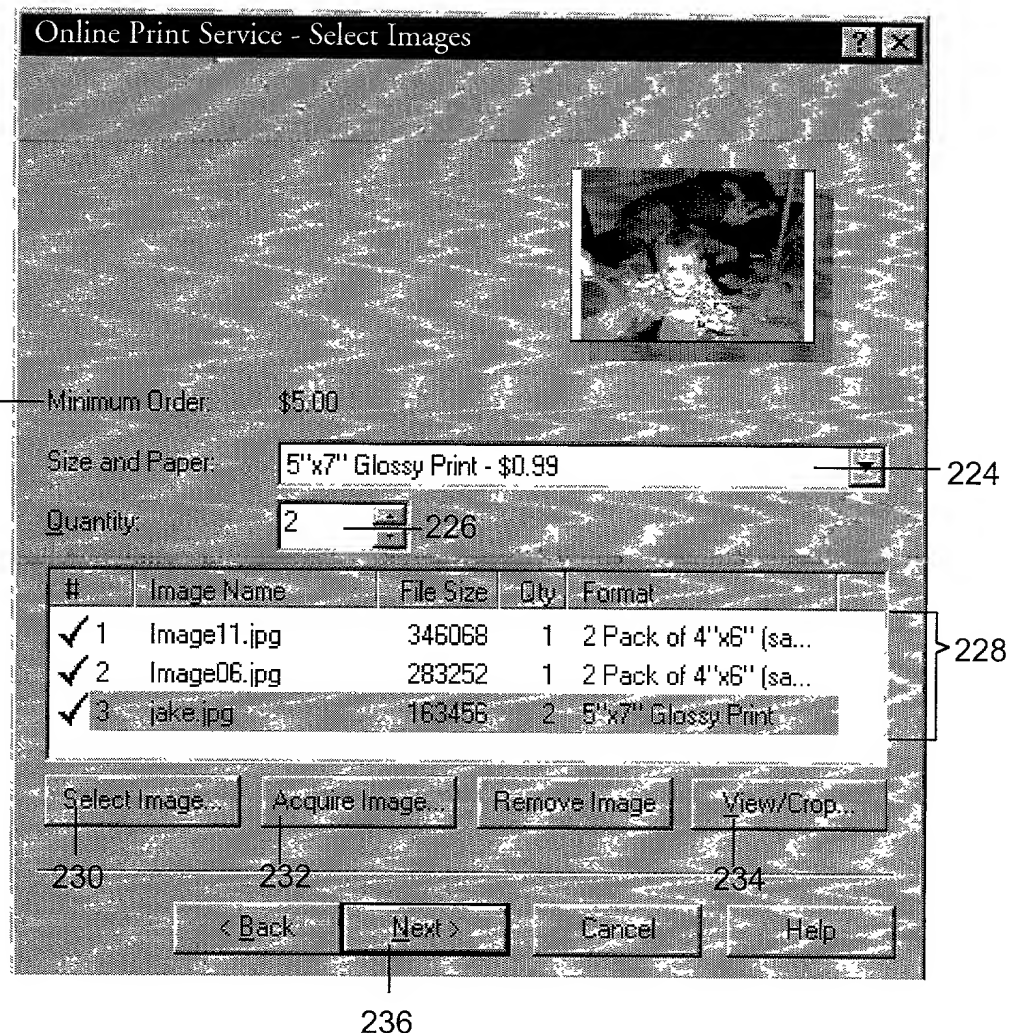 Online Print Service - Select Images ? X
Minimum Order: $5.00
Size and Paper: 5"x7" Glossy Print - $0.99 224
Quantity: 2 226
# Image Name File Size Qty Format
✓ 1 Image11.jpg 346068 1 2 Pack of 4"x6" (sa...
✓ 2 Image06.jpg 283252 1 2 Pack of 4"x6" (sa...
✓ 3 jake.jpg 163456 2 5"x7" Glossy Print
228
Select Image... Acquire Image... Remove Image View/Crop...
230 232 234
< Back Next > Cancel Help
236